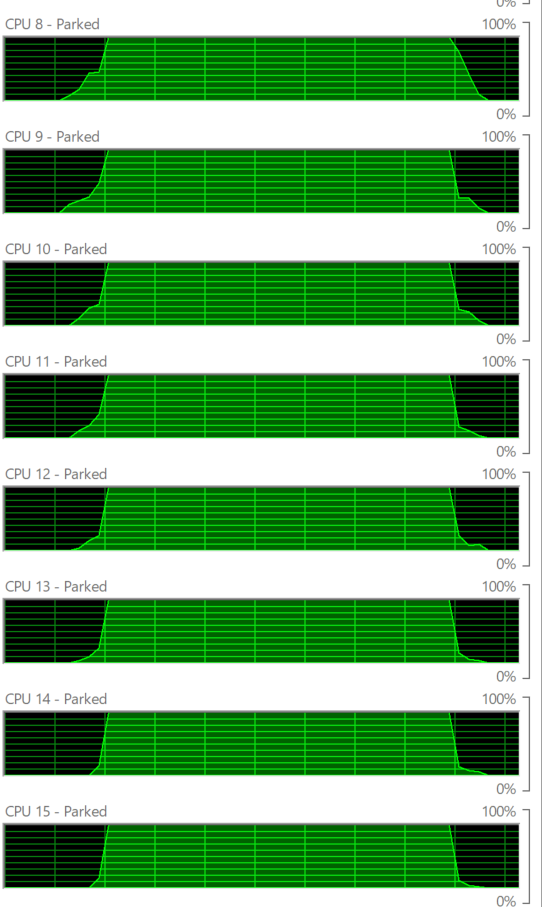 0%
CPU 8 - Parked 100%
0%
CPU 9 - Parked 100%
0%
CPU 10 - Parked 100%
0%
CPU 11 - Parked 100%
0%
CPU 12 - Parked 100%
0%
CPU 13 - Parked 100%
0%
CPU 14 - Parked 100%
0%
CPU 15 - Parked 100%
0%